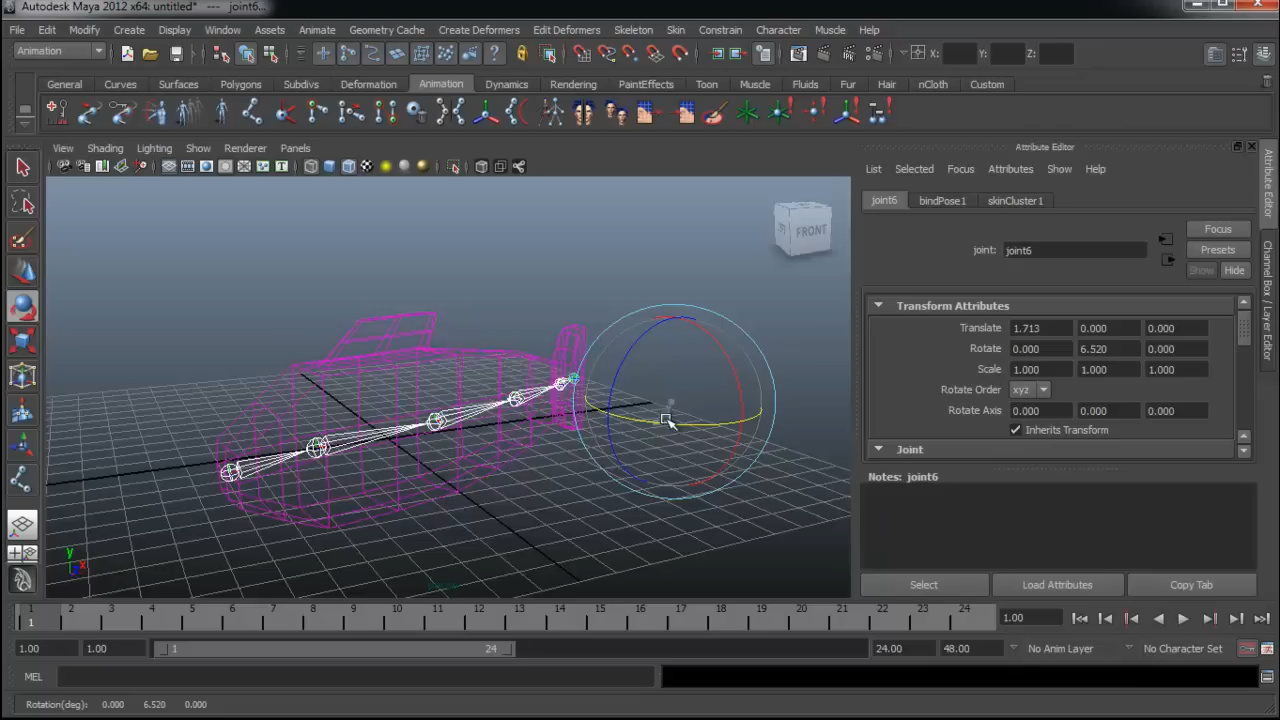 Autodesk Maya 2012 x64: untitled* --- joint6...
File Edit Modify Create Display Window Assets Animate Geometry Cache Create Deformers Edit Deformers Skeleton Skin Constrain Character Muscle Help
Animation X: Y: Z:
General Curves Surfaces Polygons Subdivs Deformation Animation Dynamics Rendering PaintEffects Toon Muscle Fluids Fur Hair nCloth Custom
View Shading Lighting Show Renderer Panels
FRONT
y
x
Attribute Editor
List Selected Focus Attributes Show Help
joint6 bindPose1 skinCluster1
Focus
joint: joint6 Presets
Show Hide
Transform Attributes
Translate 1.713 0.000 0.000
Rotate 0.000 6.520 0.000
Scale 1.000 1.000 1.000
Rotate Order xyz
Rotate Axis 0.000 0.000 0.000
Inherits Transform
Joint
Notes: joint6
Select Load Attributes Copy Tab
Attribute Editor
Channel Box / Layer Editor
1 2 3 4 5 6 7 8 9 10 11 12 13 14 15 16 17 18 19 20 21 22 23 24 1.00
1
1.00 1.00 1 24 24.00 48.00 No Anim Layer No Character Set
MEL
Rotation(deg): 0.000 6.520 0.000